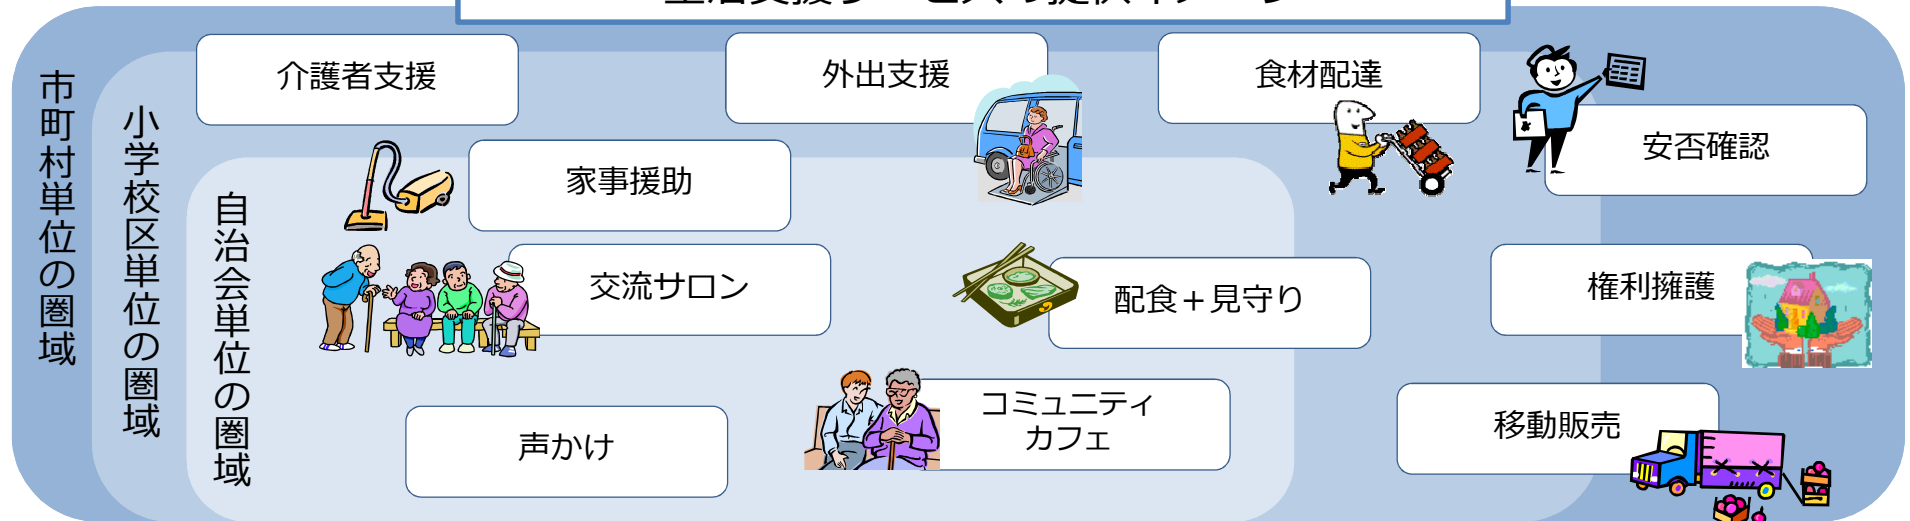 市町村単位の圏域
小学校区単位の圏域
自治会単位の圏域
介護者支援
外出支援
食材配達
安否確認
家事援助
交流サロン
配食＋見守り
権利擁護
声かけ
コミュニティ
カフェ
移動販売